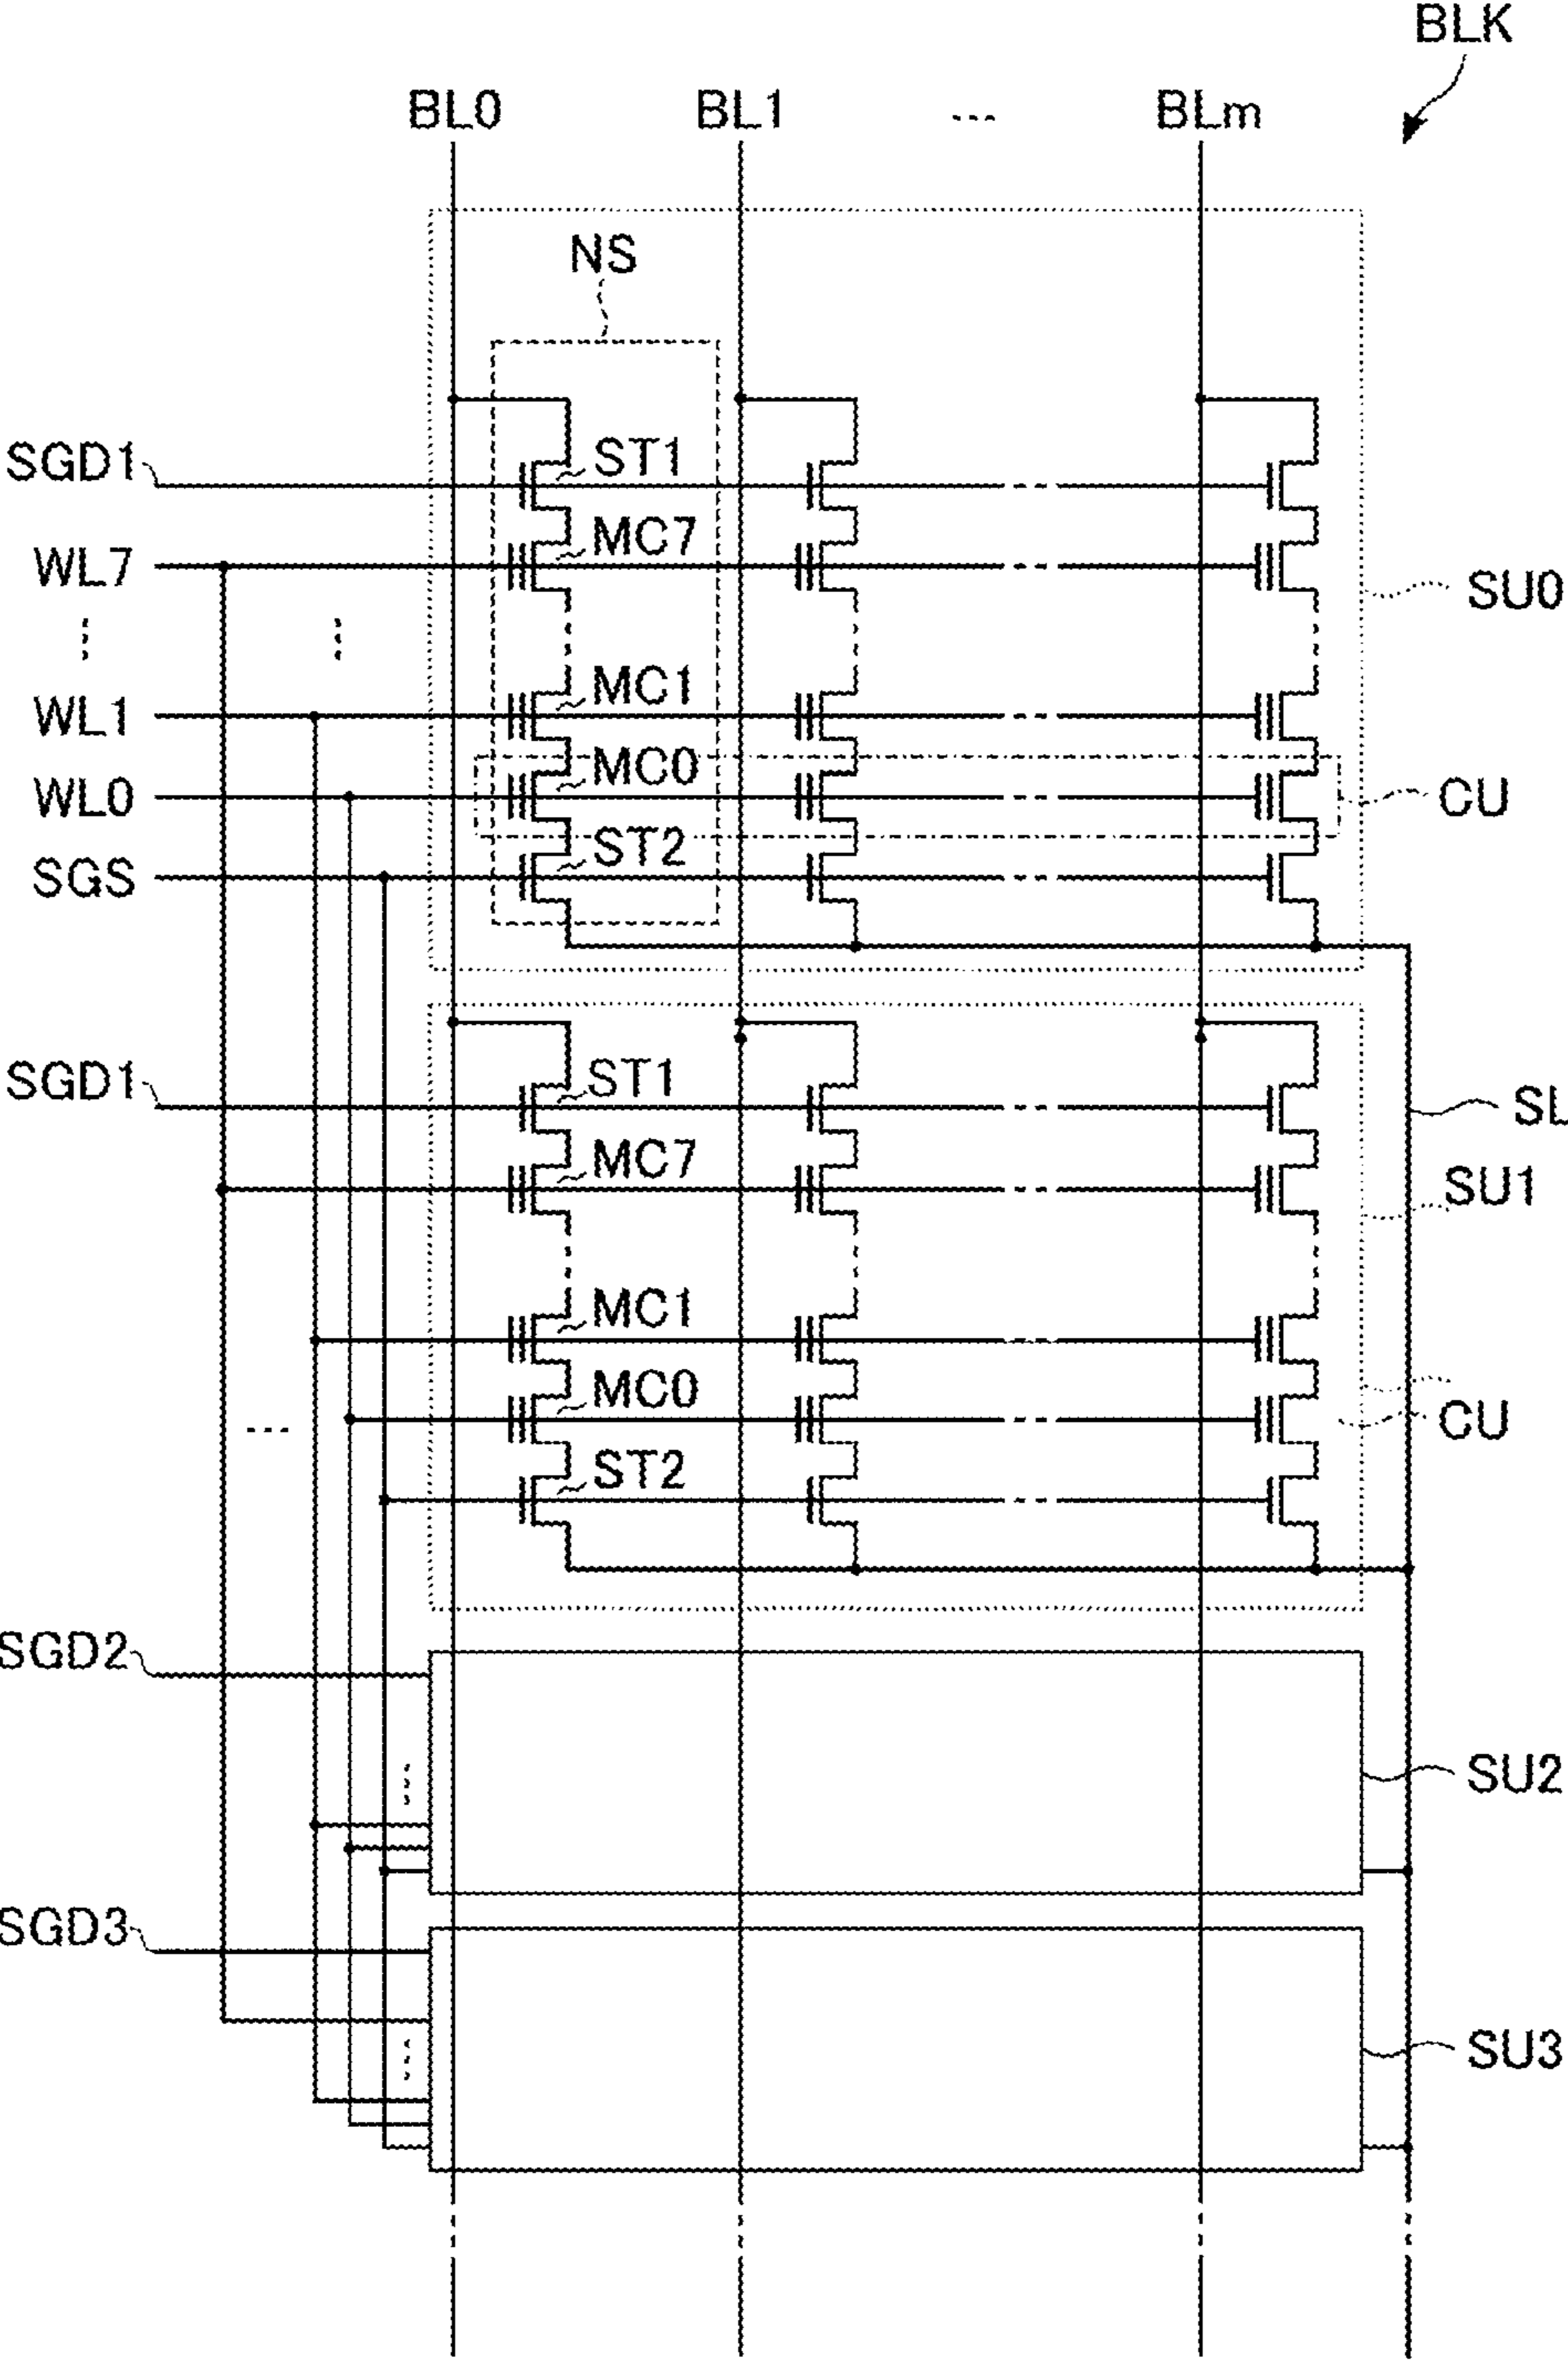 BLK
BL0 BL1 ... BLm
NS
SGD1 ST1
WL7 MC7
SU0
WL1 MC1
WL0 MC0 CU
SGS ST2
SGD1 ST1 SL
MC7 SU1
MC1
MC0 CU
ST2
SGD2
SU2
SGD3
SU3